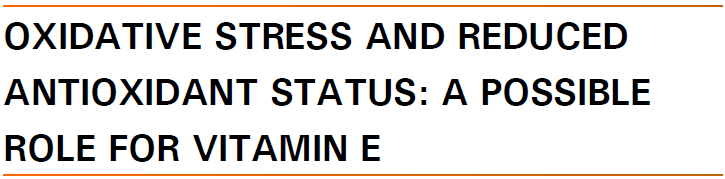 OXIDATIVE STRESS AND REDUCED
ANTIOXIDANT STATUS: A POSSIBLE
ROLE FOR VITAMIN E